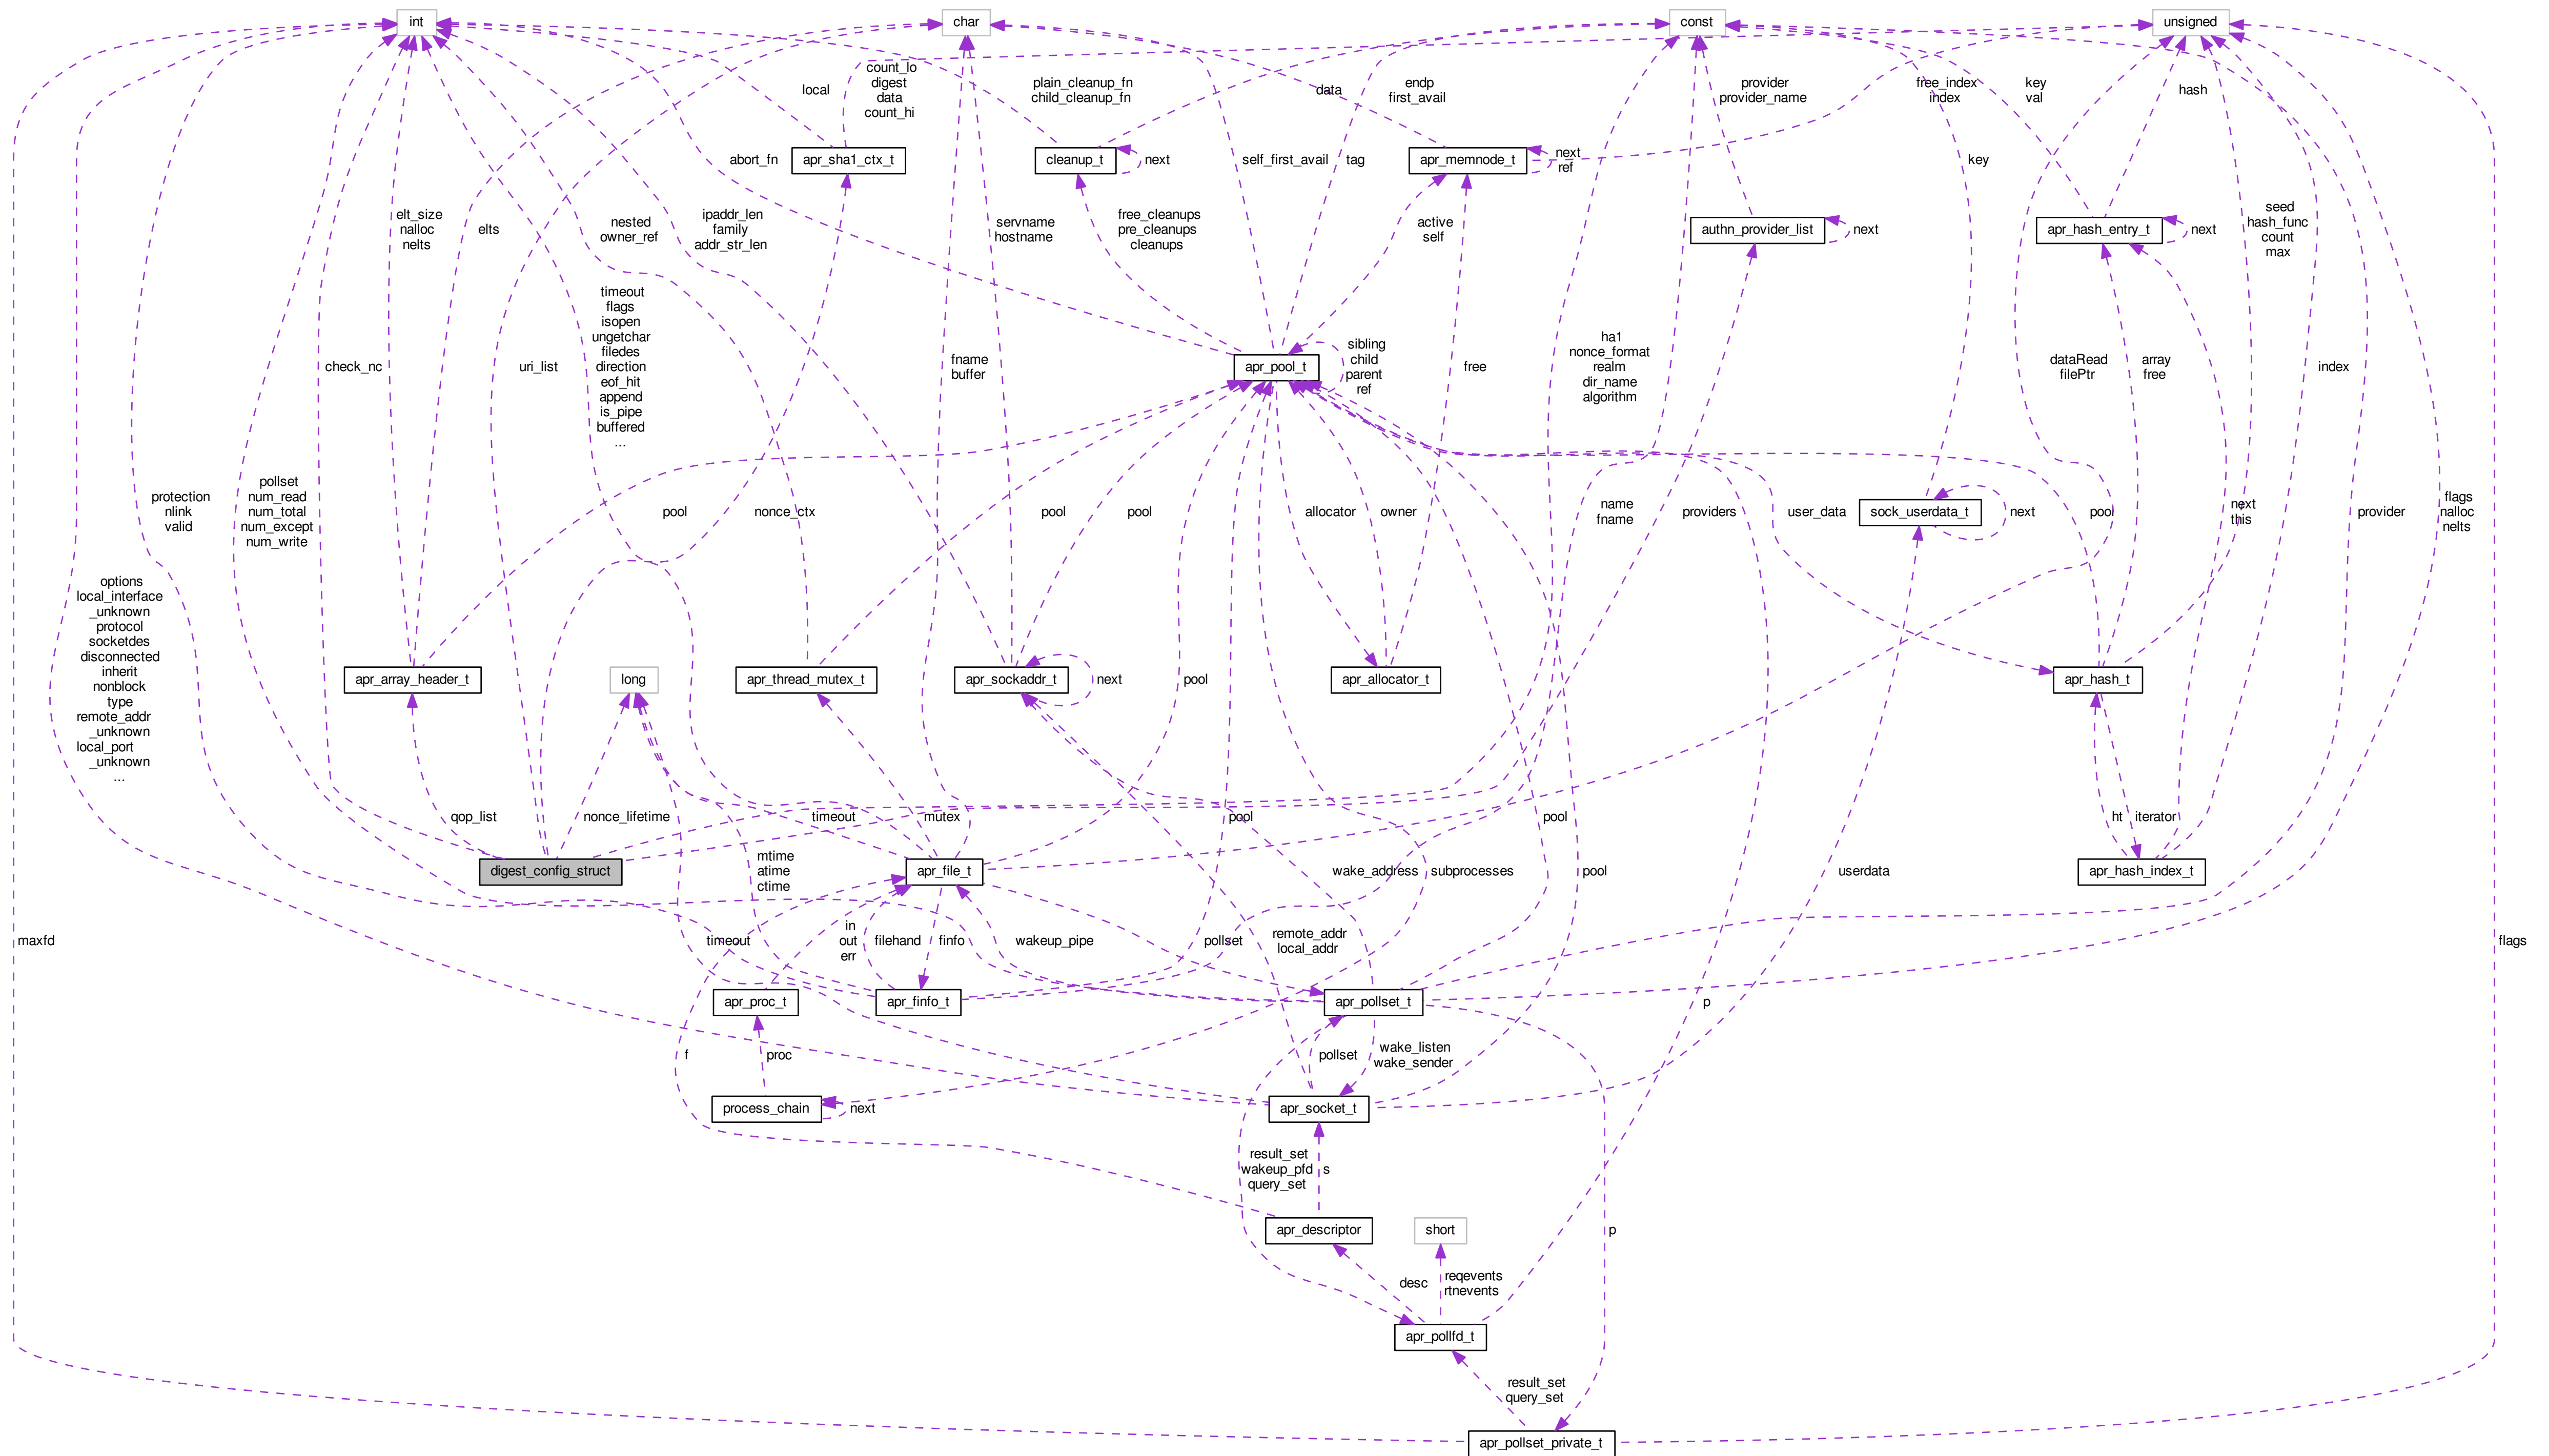 int
char
const
unsigned
local
count_lo
digest
data
count_hi
plain_cleanup_fn
child_cleanup_fn
data
endp
first_avail
provider
provider_name
free_index
index
key
val
hash
abort_fn
apr_sha1_ctx_t
cleanup_t
next
self_first_avail
tag
apr_memnode_t
next
ref
key
elt_size
nalloc
nelts
elts
nested
owner_ref
ipaddr_len
family
addr_str_len
servname
hostname
free_cleanups
pre_cleanups
cleanups
active
self
authn_provider_list
next
apr_hash_entry_t
next
seed
hash_func
count
max
check_nc
uri_list
timeout
flags
isopen
ungetchar
filedes
direction
eof_hit
append
is_pipe
buffered
...
fname
buffer
apr_pool_t
sibling
child
parent
ref
free
ha1
nonce_format
realm
dir_name
algorithm
dataRead
filePtr
array
free
index
protection
nlink
valid
pollset
num_read
num_total
num_except
num_write
pool
nonce_ctx
pool
pool
allocator
owner
name
fname
providers
user_data
sock_userdata_t
next
pool
next
this
provider
flags
nalloc
nelts
options
local_interface
_unknown
protocol
socketdes
disconnected
inherit
nonblock
type
remote_addr
_unknown
local_port
_unknown
...
apr_array_header_t
long
apr_thread_mutex_t
apr_sockaddr_t
next
pool
apr_allocator_t
apr_hash_t
qop_list
nonce_lifetime
timeout
mutex
pool
pool
ht
iterator
digest_config_struct
mtime
atime
ctime
apr_file_t
wake_address
subprocesses
pool
userdata
apr_hash_index_t
maxfd
timeout
in
out
err
filehand
finfo
wakeup_pipe
pollset
remote_addr
local_addr
flags
apr_proc_t
apr_finfo_t
apr_pollset_t
p
f
proc
pollset
wake_listen
wake_sender
process_chain
next
apr_socket_t
result_set
wakeup_pfd
query_set
s
apr_descriptor
short
p
desc
reqevents
rtnevents
apr_pollfd_t
result_set
query_set
apr_pollset_private_t